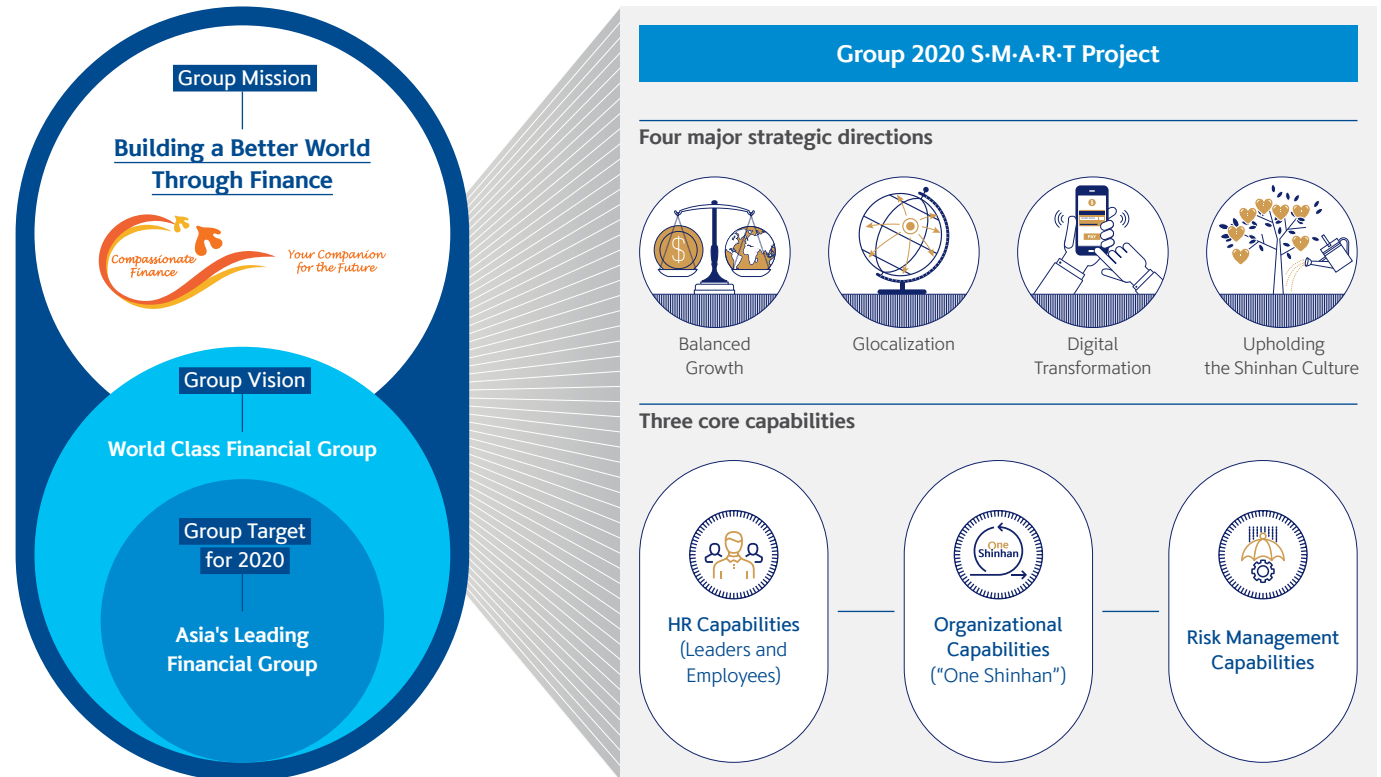 Group Mission
Building a Better World
Through Finance
Compassionate
Finance
Your Companion
for the Future
Group Vision
World Class Financial Group
Group Target
for 2020
Asia's Leading
Financial Group
Group 2020 S·M·A·R·T Project
Four major strategic directions
$
PAY
Balanced
Growth
Glocalization
Digital
Transformation
Upholding
the Shinhan Culture
Three core capabilities
One
Shinhan
HR Capabilities
(Leaders and
Employees)
Organizational
Capabilities
("One Shinhan")
Risk Management
Capabilities